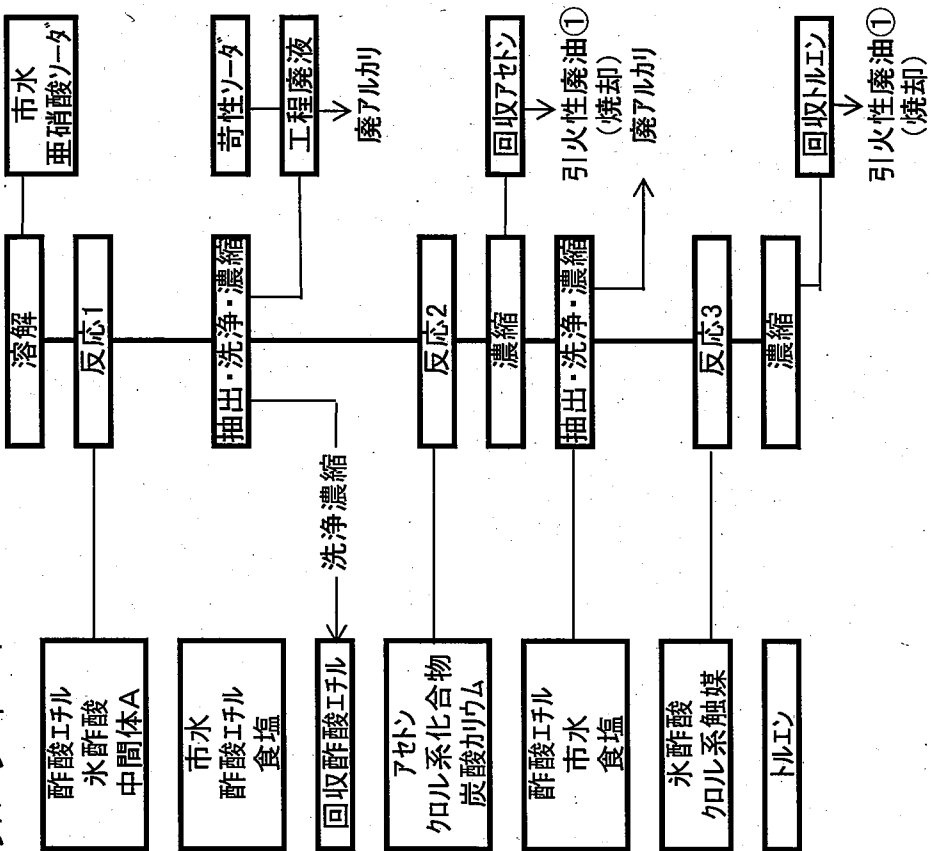 市水
亜硝酸ソーダ
溶解
反応1
酢酸エチル
氷酢酸
中間体A
苛性ソーダ
工程廃液
廃アルカリ
抽出・洗浄・濃縮
市水
酢酸エチル
食塩
洗浄濃縮
回収酢酸エチル
反応2
アセトン
クロル系化合物
炭酸カリウム
回収アセトン
引火性廃油①
(焼却)
濃縮
抽出・洗浄・濃縮
廃アルカリ
酢酸エチル
市水
食塩
反応3
氷酢酸
クロル系触媒
濃縮
トルエン
回収トルエン
引火性廃油①
(焼却)